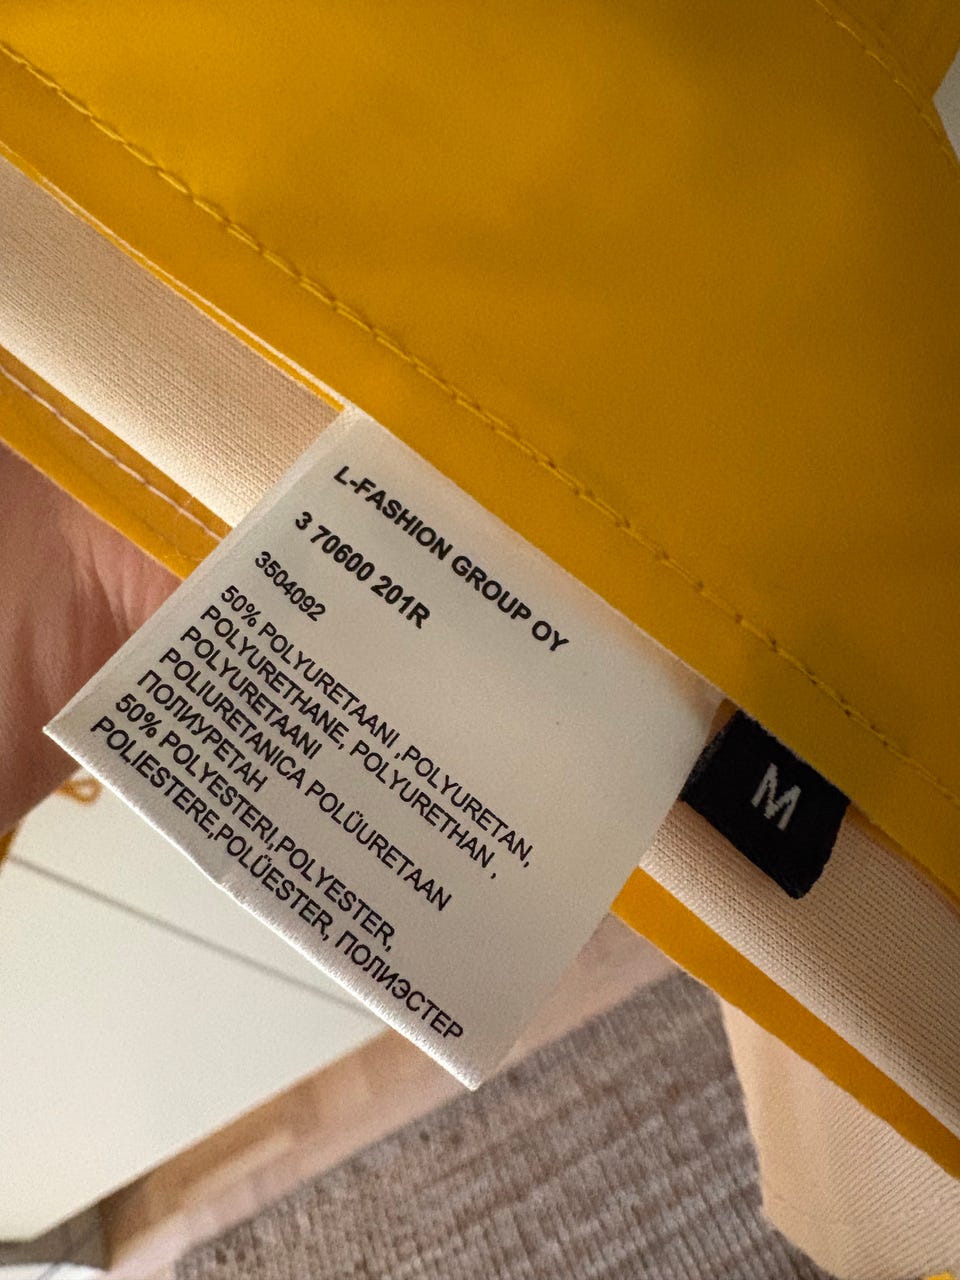 L-FASHION GROUP OY
3 70600 201R
3504092
50% POLYURETAANI ,POLYURETAN,
POLYURETHANE, POLYURETHAN ,
POLYURETAANI
POLIURETANICA POLÜURETAAN
ПОЛИУРЕТАН
50% POLYESTERI,POLYESTER,
POLIESTERE,POLÜESTER, ПОЛИЭСТЕР
M